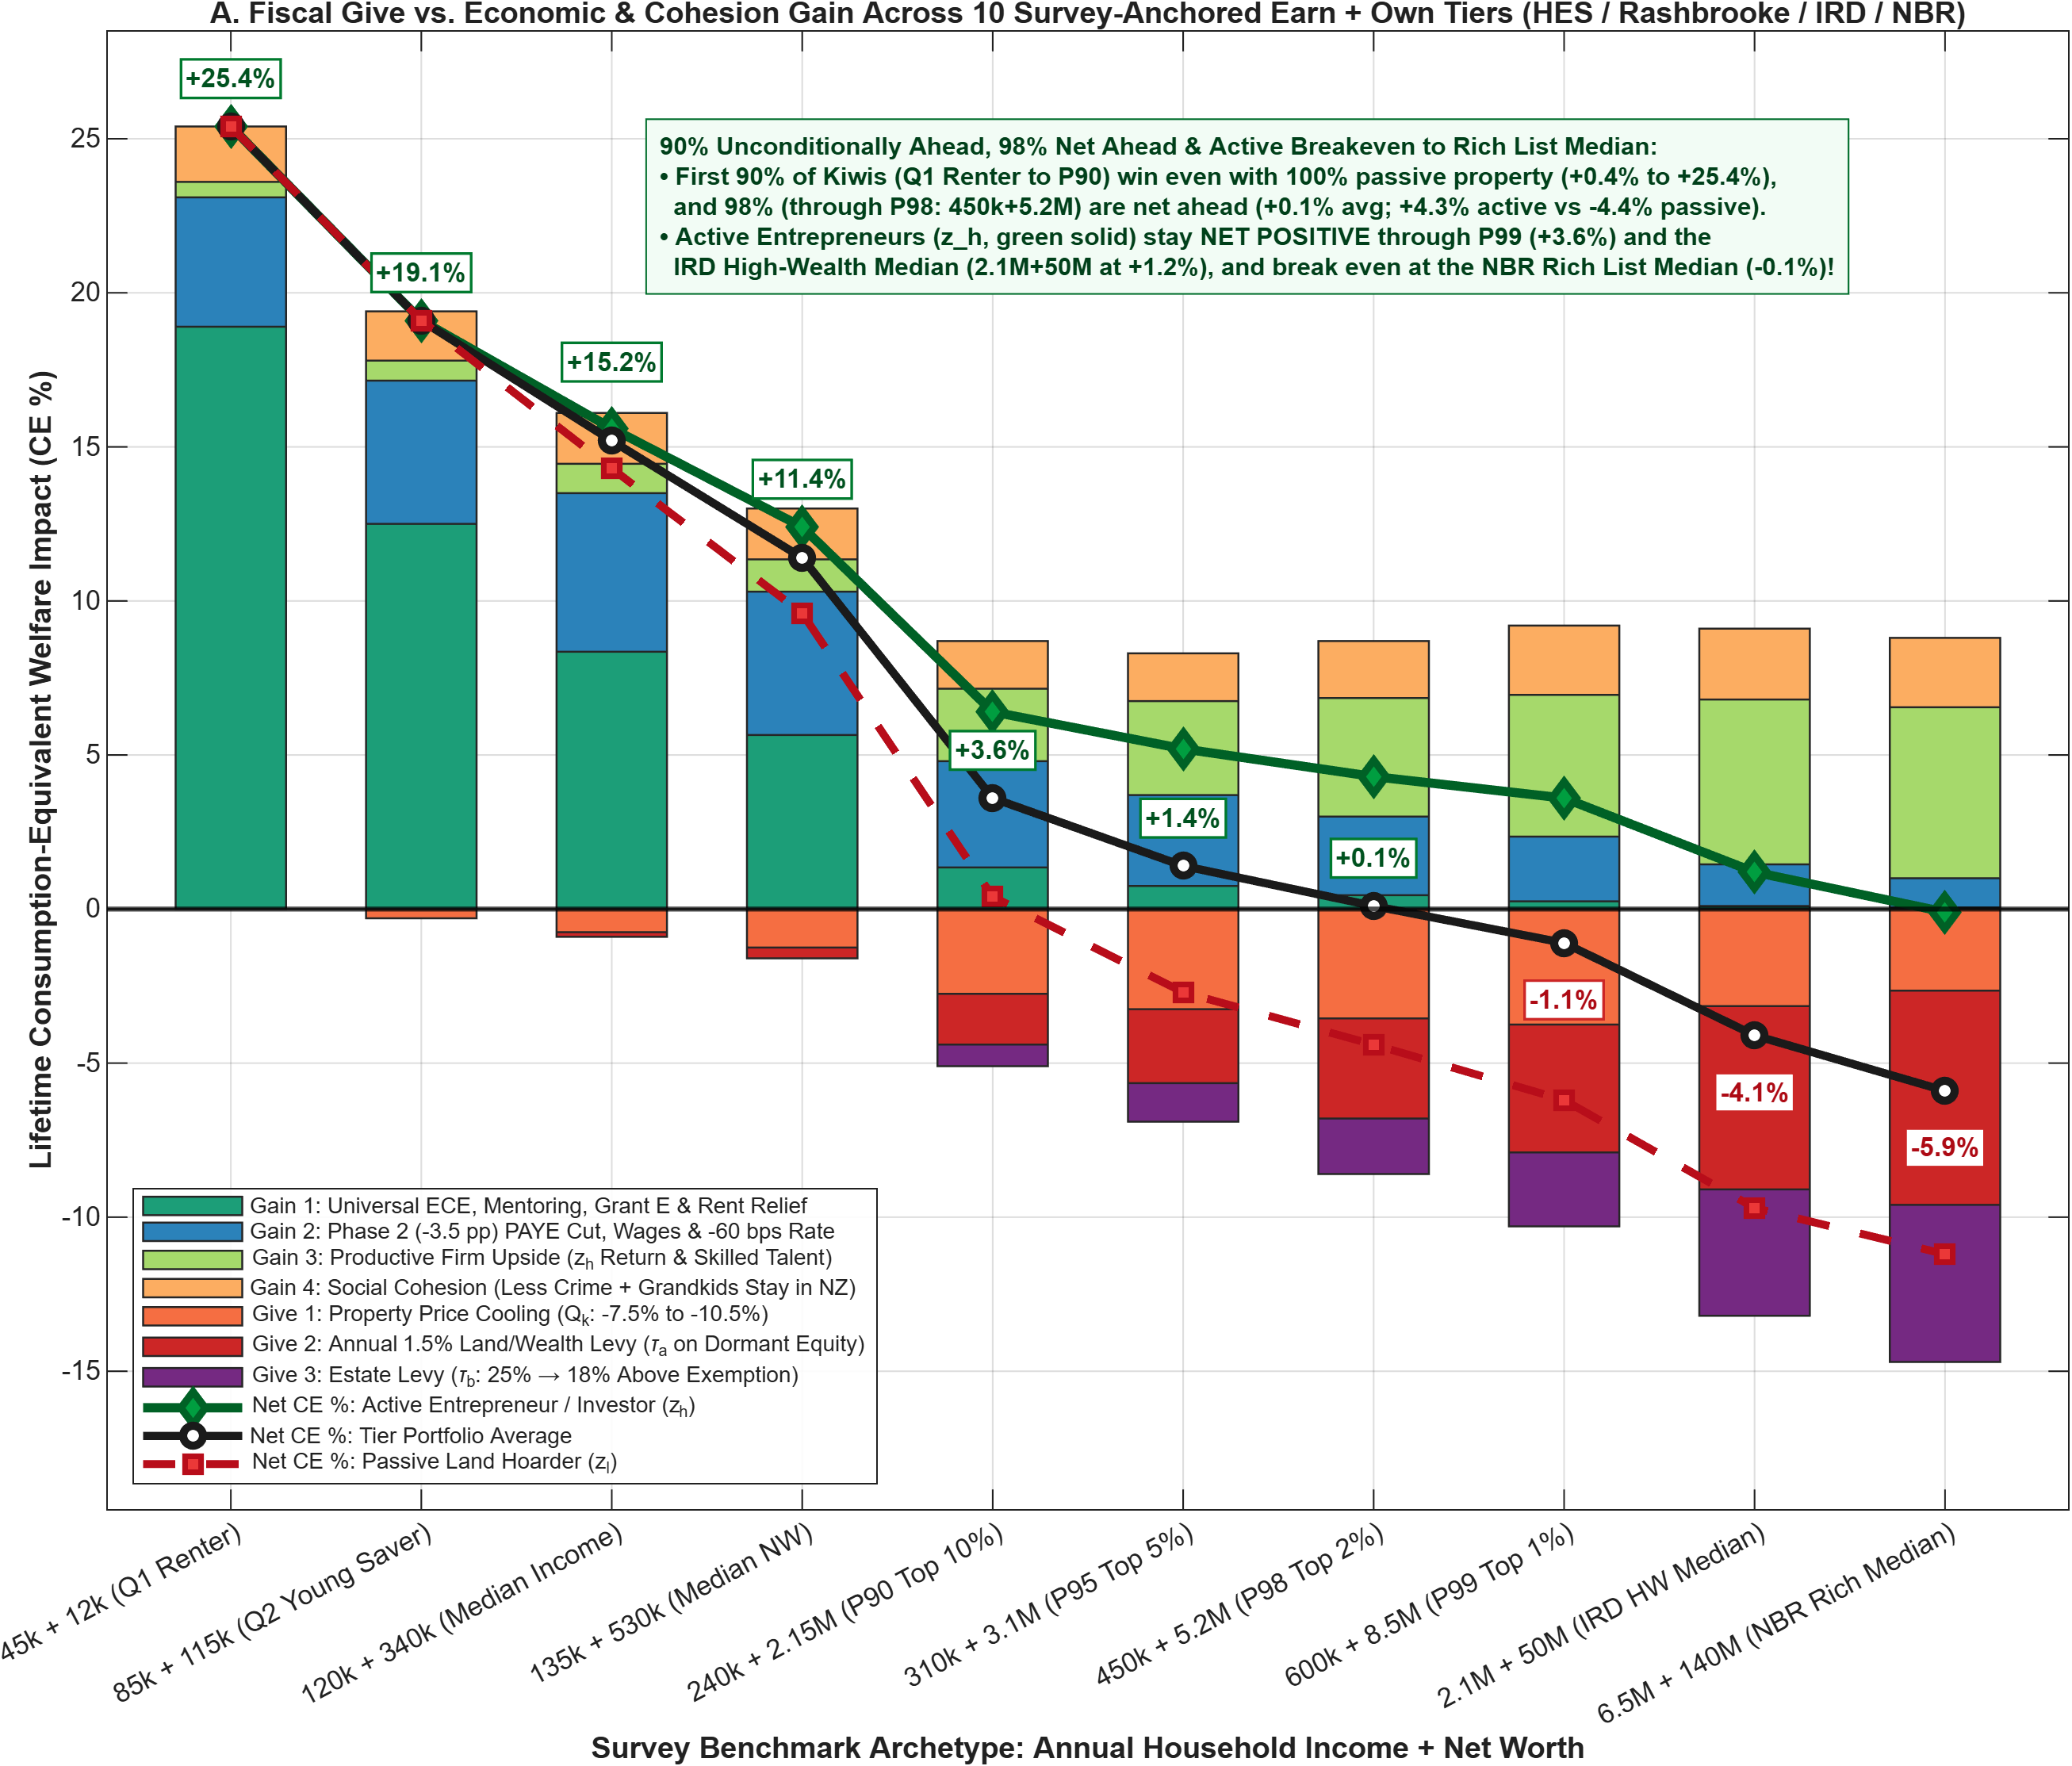 A. Fiscal Give vs. Economic & Cohesion Gain Across 10 Survey-Anchored Earn + Own Tiers (HES / Rashbrooke / IRD / NBR)
90% Unconditionally Ahead, 98% Net Ahead & Active Breakeven to Rich List Median:
• First 90% of Kiwis (Q1 Renter to P90) win even with 100% passive property (+0.4% to +25.4%),
and 98% (through P98: 450k+5.2M) are net ahead (+0.1% avg; +4.3% active vs -4.4% passive).
• Active Entrepreneurs (z_h, green solid) stay NET POSITIVE through P99 (+3.6%) and the
IRD High-Wealth Median (2.1M+50M at +1.2%), and break even at the NBR Rich List Median (-0.1%)!
+25.4%
+19.1%
+15.2%
+11.4%
+3.6%
+1.4%
+0.1%
-1.1%
-4.1%
-5.9%
Lifetime Consumption-Equivalent Welfare Impact (CE %)
25
20
15
10
5
0
-5
-10
-15
Gain 1: Universal ECE, Mentoring, Grant E & Rent Relief
Gain 2: Phase 2 (-3.5 pp) PAYE Cut, Wages & -60 bps Rate
Gain 3: Productive Firm Upside (zh Return & Skilled Talent)
Gain 4: Social Cohesion (Less Crime + Grandkids Stay in NZ)
Give 1: Property Price Cooling (Qk: -7.5% to -10.5%)
Give 2: Annual 1.5% Land/Wealth Levy (τa on Dormant Equity)
Give 3: Estate Levy (τb: 25% → 18% Above Exemption)
Net CE %: Active Entrepreneur / Investor (zh)
Net CE %: Tier Portfolio Average
Net CE %: Passive Land Hoarder (zl)
45k + 12k (Q1 Renter)
85k + 115k (Q2 Young Saver)
120k + 340k (Median Income)
135k + 530k (Median NW)
240k + 2.15M (P90 Top 10%)
310k + 3.1M (P95 Top 5%)
450k + 5.2M (P98 Top 2%)
600k + 8.5M (P99 Top 1%)
2.1M + 50M (IRD HW Median)
6.5M + 140M (NBR Rich Median)
Survey Benchmark Archetype: Annual Household Income + Net Worth